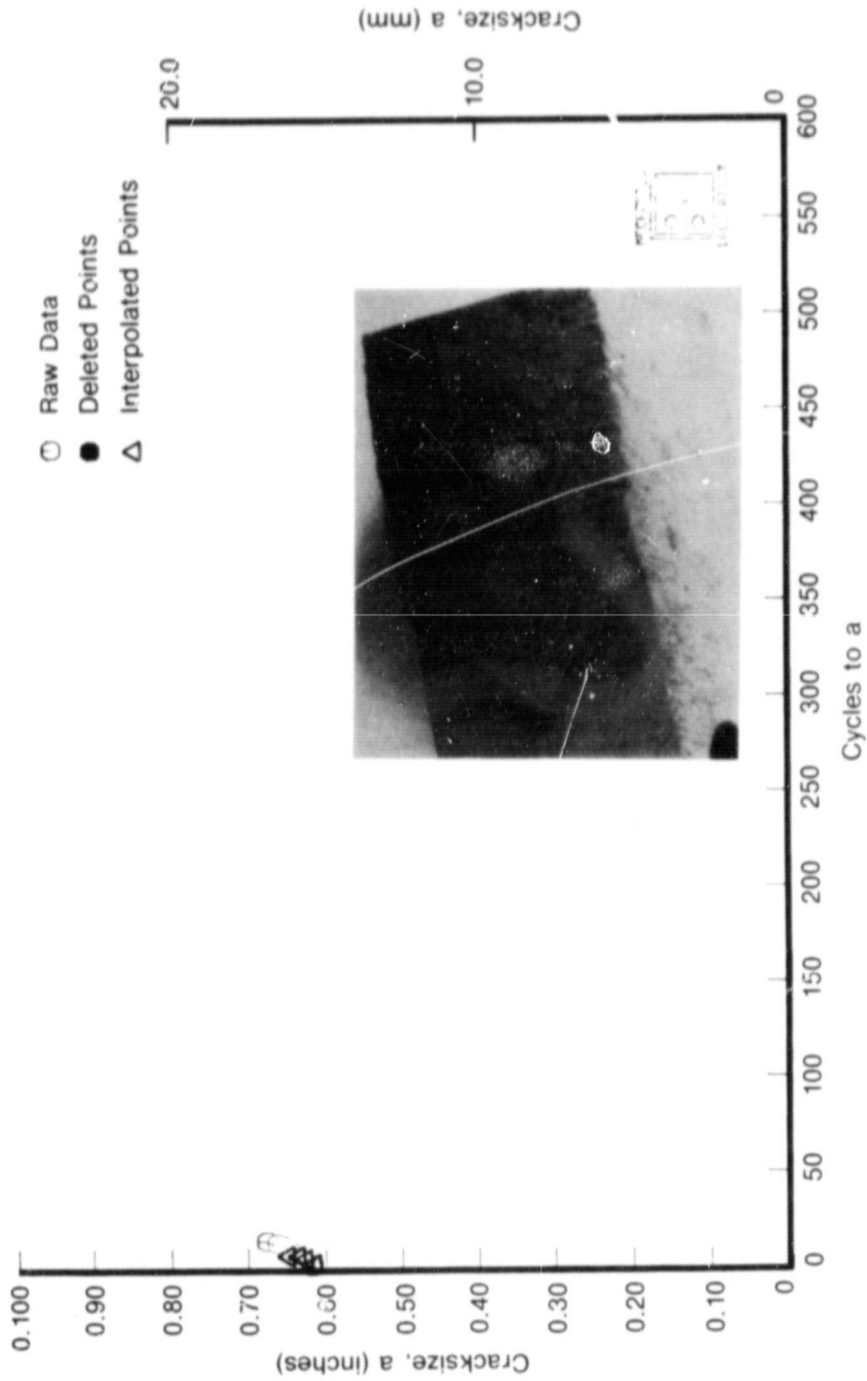 Raw Data
Deleted Points
Interpolated Points
Cracksize, a (inches)
0.100
0.90
0.80
0.70
0.60
0.50
0.40
0.30
0.20
0.10
0
0 50 100 150 200 250 300 350 400 450 500 550 600
Cycles to a
20.0
10.0
0
Cracksize, a (mm)